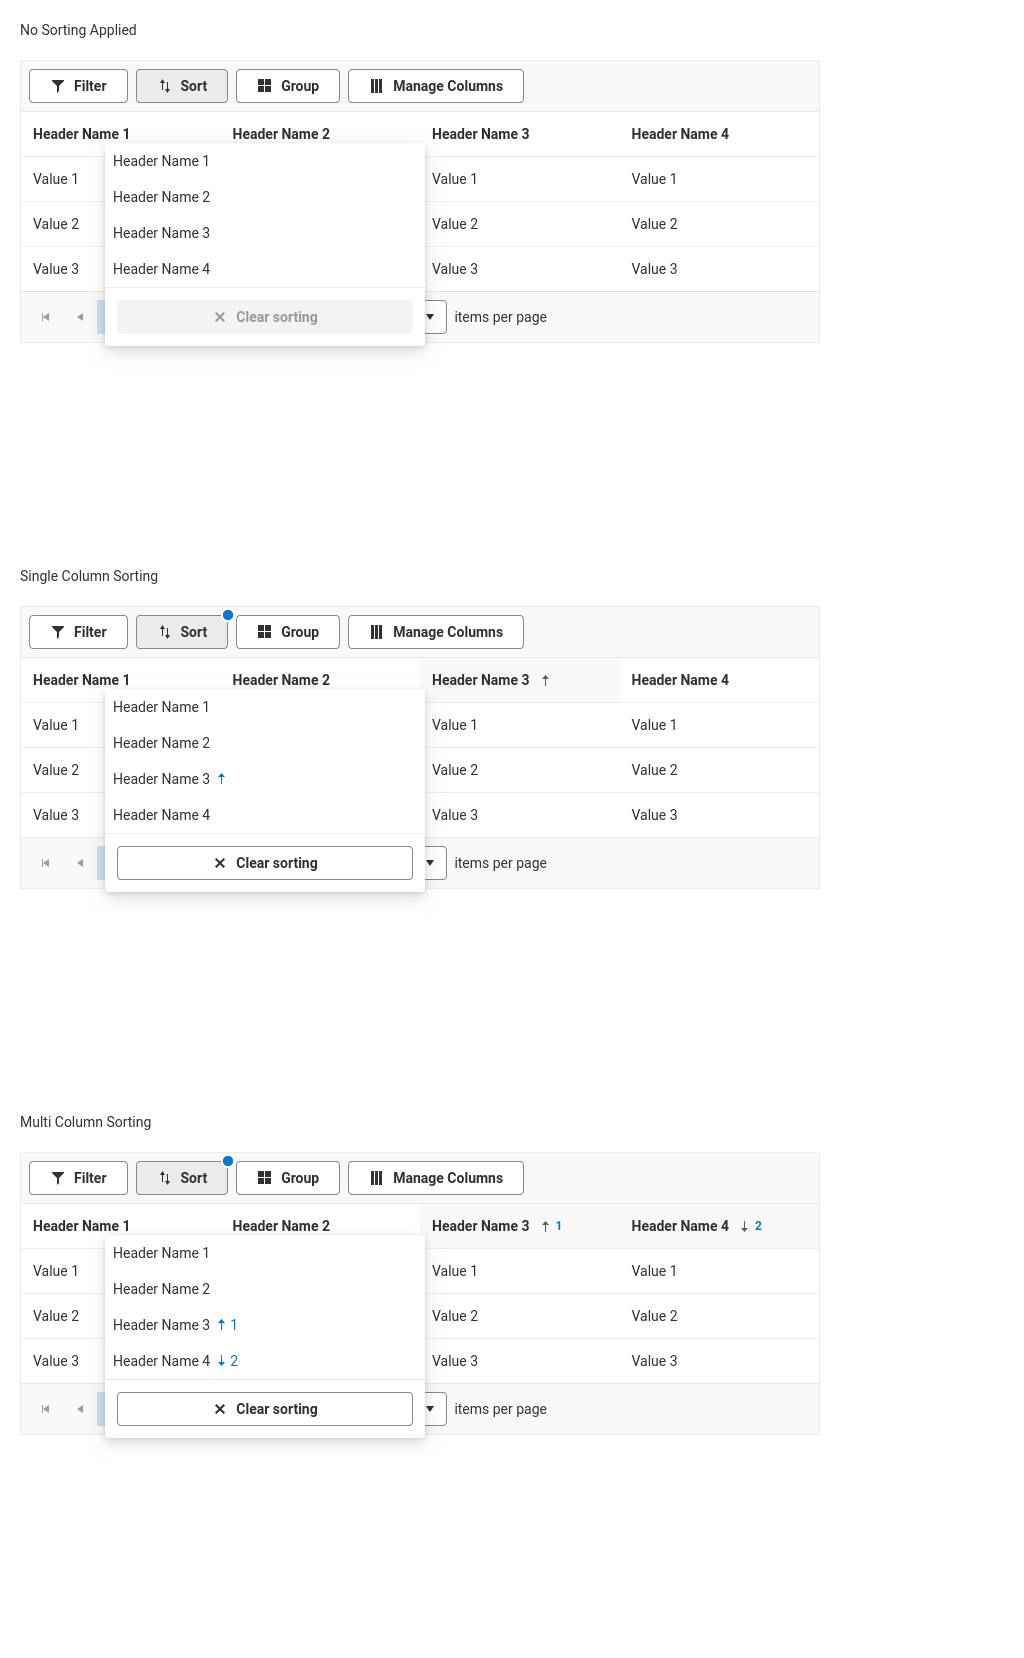 No Sorting Applied
Filter Sort Group Manage Columns
Header Name 1 Header Name 2 Header Name 3 Header Name 4
Header Name 1
Value 1 Value 1 Value 1
Header Name 2
Value 2 Value 2 Value 2
Header Name 3
Value 3 Header Name 4 Value 3 Value 3
Clear sorting items per page
Single Column Sorting
Filter Sort Group Manage Columns
Header Name 1 Header Name 2 Header Name 3 ↑ Header Name 4
Header Name 1
Value 1 Value 1 Value 1
Header Name 2
Value 2 Value 2 Value 2
Header Name 3 ↑
Value 3 Header Name 4 Value 3 Value 3
Clear sorting items per page
Multi Column Sorting
Filter Sort Group Manage Columns
Header Name 1 Header Name 2 Header Name 3 ↑ 1 Header Name 4 ↓ 2
Header Name 1
Value 1 Value 1 Value 1
Header Name 2
Value 2 Value 2 Value 2
Header Name 3 ↑ 1
Value 3 Header Name 4 ↓ 2 Value 3 Value 3
Clear sorting items per page